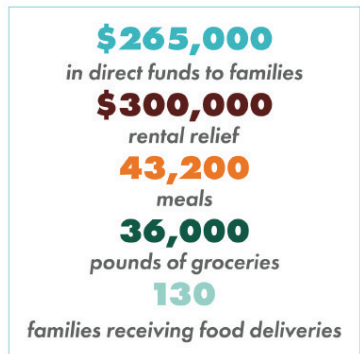 $265,000
in direct funds to families
$300,000
rental relief
43,200
meals
36,000
pounds of groceries
130
families receiving food deliveries